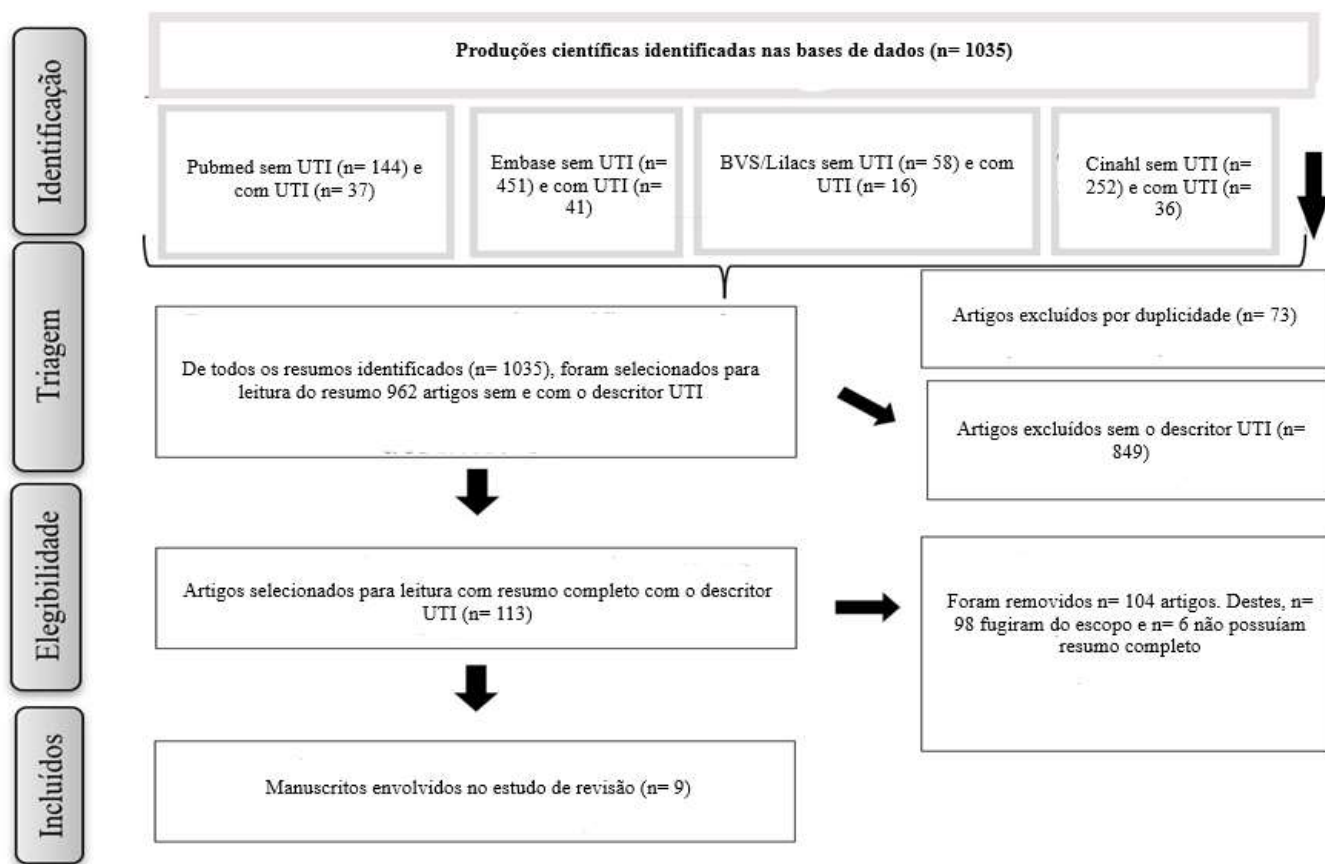 Identificação
Produções científicas identificadas nas bases de dados (n= 1035)
Pubmed sem UTI (n= 144) e
com UTI (n= 37)
Embase sem UTI (n=
451) e com UTI (n=
41)
BVS/Lilacs sem UTI (n= 58) e com
UTI (n= 16)
Cinahl sem UTI (n=
252) e com UTI (n=
36)
Triagem
De todos os resumos identificados (n= 1035), foram selecionados para
leitura do resumo 962 artigos sem e com o descritor UTI
Artigos excluídos por duplicidade (n= 73)
Artigos excluídos sem o descritor UTI (n=
849)
Elegibilidade
Artigos selecionados para leitura com resumo completo com o descritor
UTI (n= 113)
Foram removidos n= 104 artigos. Destes, n=
98 fugiram do escopo e n= 6 não possuíam
resumo completo
Incluídos
Manuscritos envolvidos no estudo de revisão (n= 9)